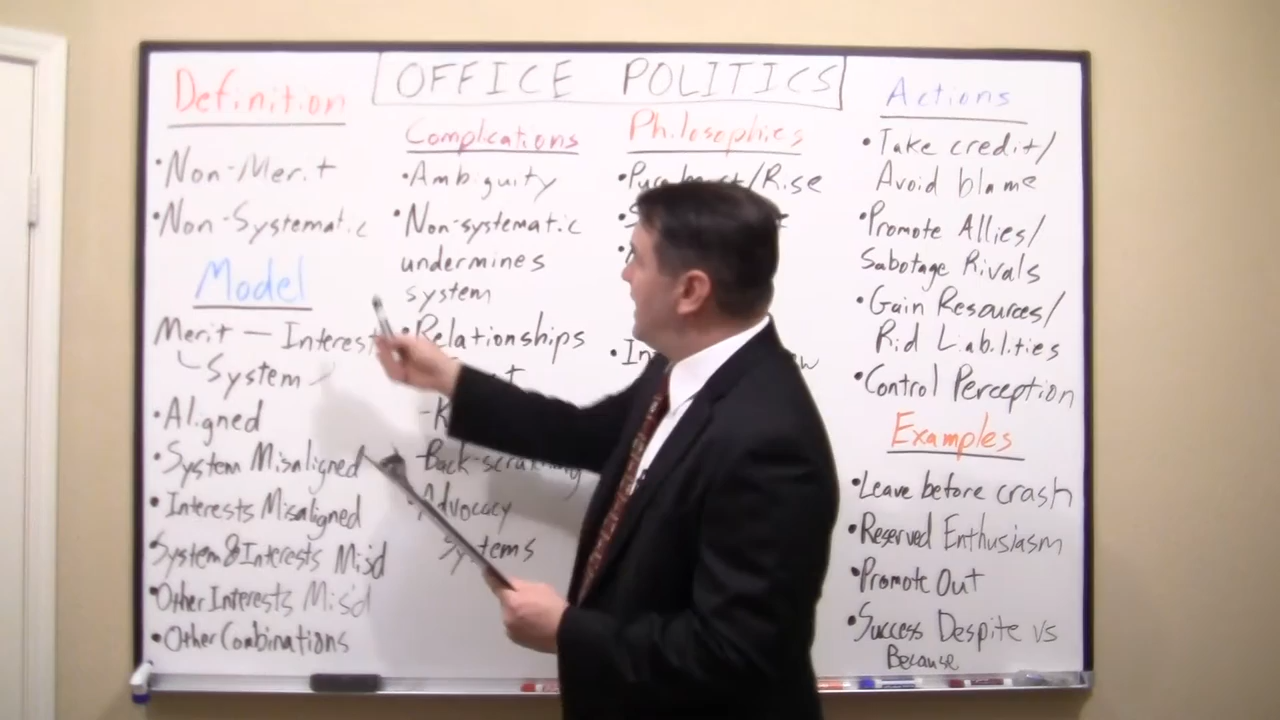 OFFICE POLITICS
Definition
•Non-Merit
•Non-Systematic
Model
Merit — Interest
System
•Aligned
•System Misaligned
•Interests Misaligned
•System & Interests Mis'd
•Other Interests Mis'd
•Other Combinations
Complications
•Ambiguity
•Non-systematic
undermines
system
•Relationships
Back-scratching
•Advocacy
Systems
Philosophies
/Rise
Actions
•Take credit/
Avoid blame
•Promote Allies/
Sabotage Rivals
•Gain Resources/
Rid Liabilities
•Control Perception
Examples
•Leave before crash
•Reserved Enthusiasm
•Promote Out
•Success Despite vs
Because